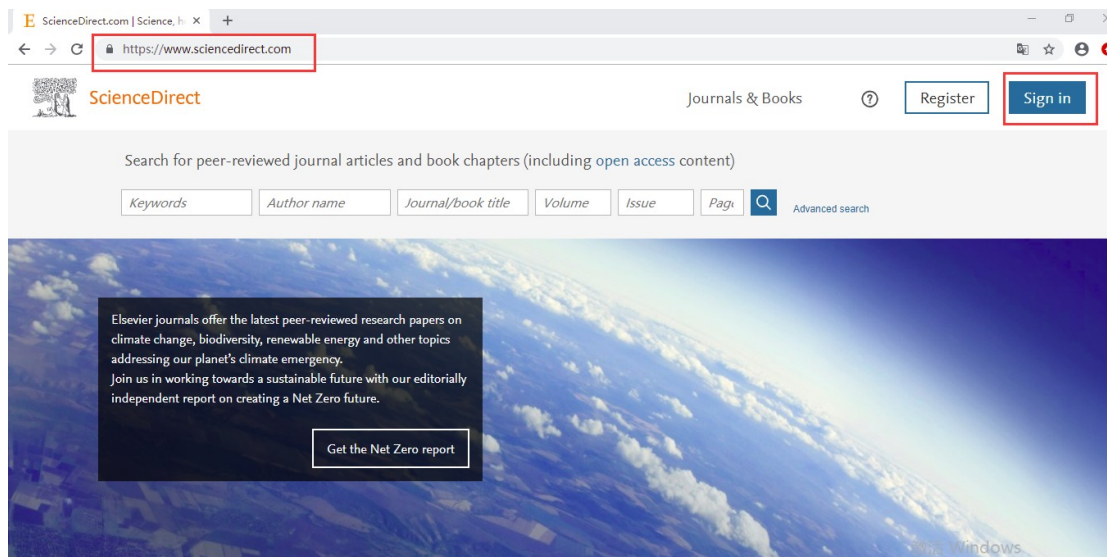 E ScienceDirect.com | Science, h
https://www.sciencedirect.com
ScienceDirect
Journals & Books
?
Register
Sign in
Search for peer-reviewed journal articles and book chapters (including open access content)
Keywords
Author name
Journal/book title
Volume
Issue
Page
Advanced search
Elsevier journals offer the latest peer-reviewed research papers on
climate change, biodiversity, renewable energy and other topics
addressing our planet's climate emergency.
Join us in working towards a sustainable future with our editorially
independent report on creating a Net Zero future.
Get the Net Zero report
Windows